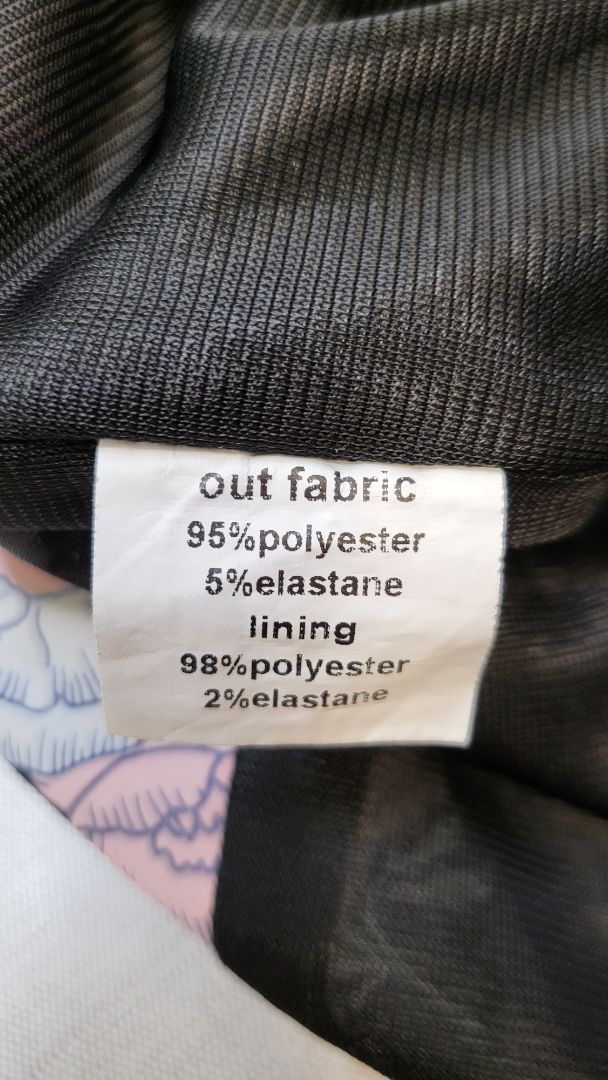 out fabric
95%polyester
5%elastane
lining
98%polyester
2%elastane